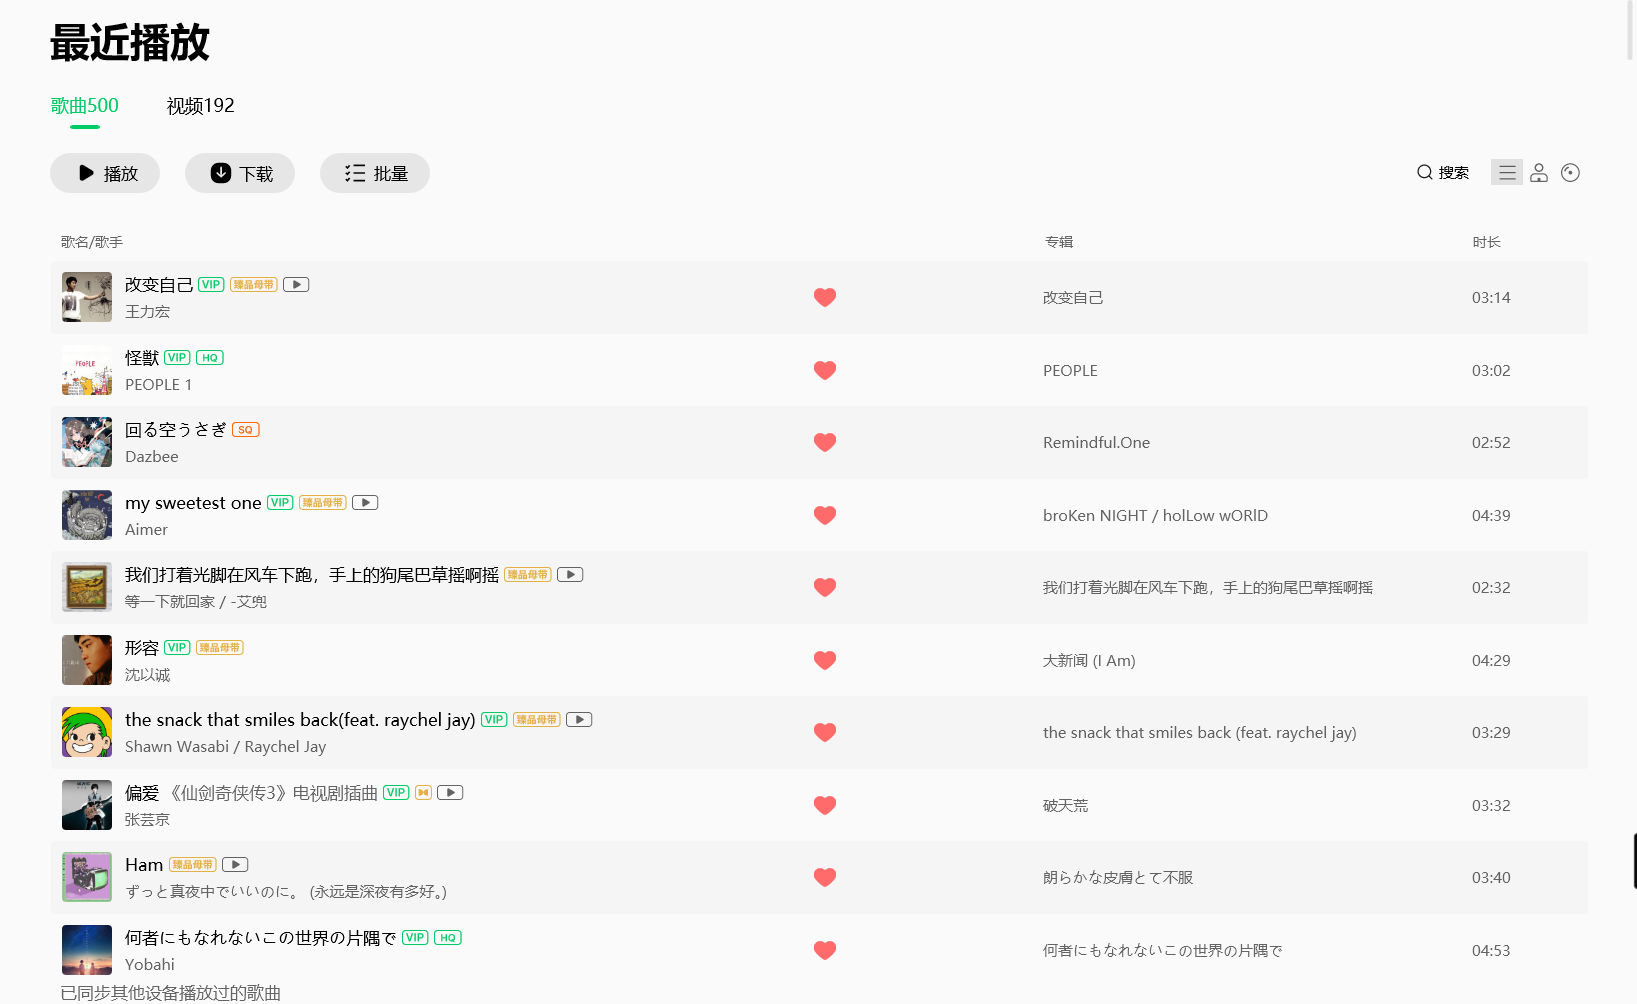 最近播放
歌曲500 视频192
播放 下载 批量 搜索
歌名/歌手 专辑 时长
改变自己 VIP 臻品母带
王力宏 改变自己 03:14
怪獣 VIP HQ
PEOPLE 1 PEOPLE 03:02
回る空うさぎ SQ
Dazbee Remindful.One 02:52
my sweetest one VIP 臻品母带
Aimer broKen NIGHT / holLow wORlD 04:39
我们打着光脚在风车下跑，手上的狗尾巴草摇啊摇 臻品母带
等一下就回家 / -艾兜 我们打着光脚在风车下跑，手上的狗尾巴草摇啊摇 02:32
形容 VIP 臻品母带
沈以诚 大新闻 (I Am) 04:29
the snack that smiles back(feat. raychel jay) VIP 臻品母带
Shawn Wasabi / Raychel Jay the snack that smiles back (feat. raychel jay) 03:29
偏爱 《仙剑奇侠传3》电视剧插曲 VIP
张芸京 破天荒 03:32
Ham 臻品母带
ずっと真夜中でいいのに。 (永远是深夜有多好。) 朗らかな皮膚とて不服 03:40
何者にもなれないこの世界の片隅で VIP HQ
Yobahi 何者にもなれないこの世界の片隅で 04:53
已同步其他设备播放过的歌曲